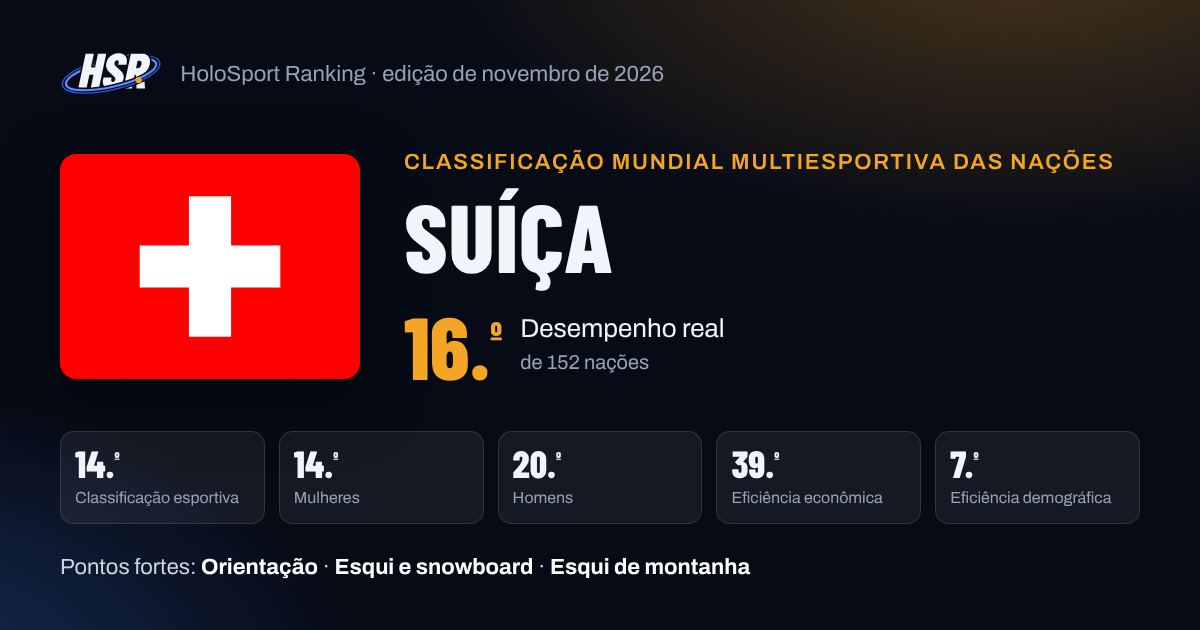 HSR
HoloSport Ranking · edição de novembro de 2026
CLASSIFICAÇÃO MUNDIAL MULTIESPORTIVA DAS NAÇÕES
SUÍÇA
16.º Desempenho real
de 152 nações
14.º
Classificação esportiva
14.º
Mulheres
20.º
Homens
39.º
Eficiência econômica
7.º
Eficiência demográfica
Pontos fortes: Orientação · Esqui e snowboard · Esqui de montanha